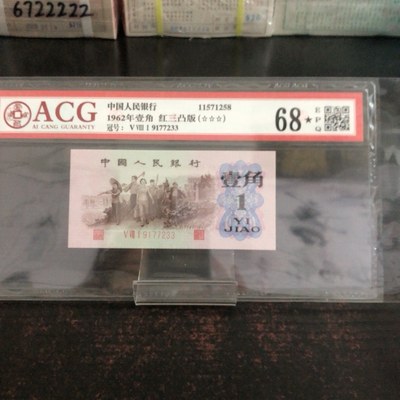 6722222
ACG
AI CANG GUARANTY
中国人民银行 11571258
1962年壹角 红三凸版(☆☆☆)
冠号: VⅧⅠ9177233
68★
EPQ
中國人民銀行
壹角
1
YI
JIAO
9177233